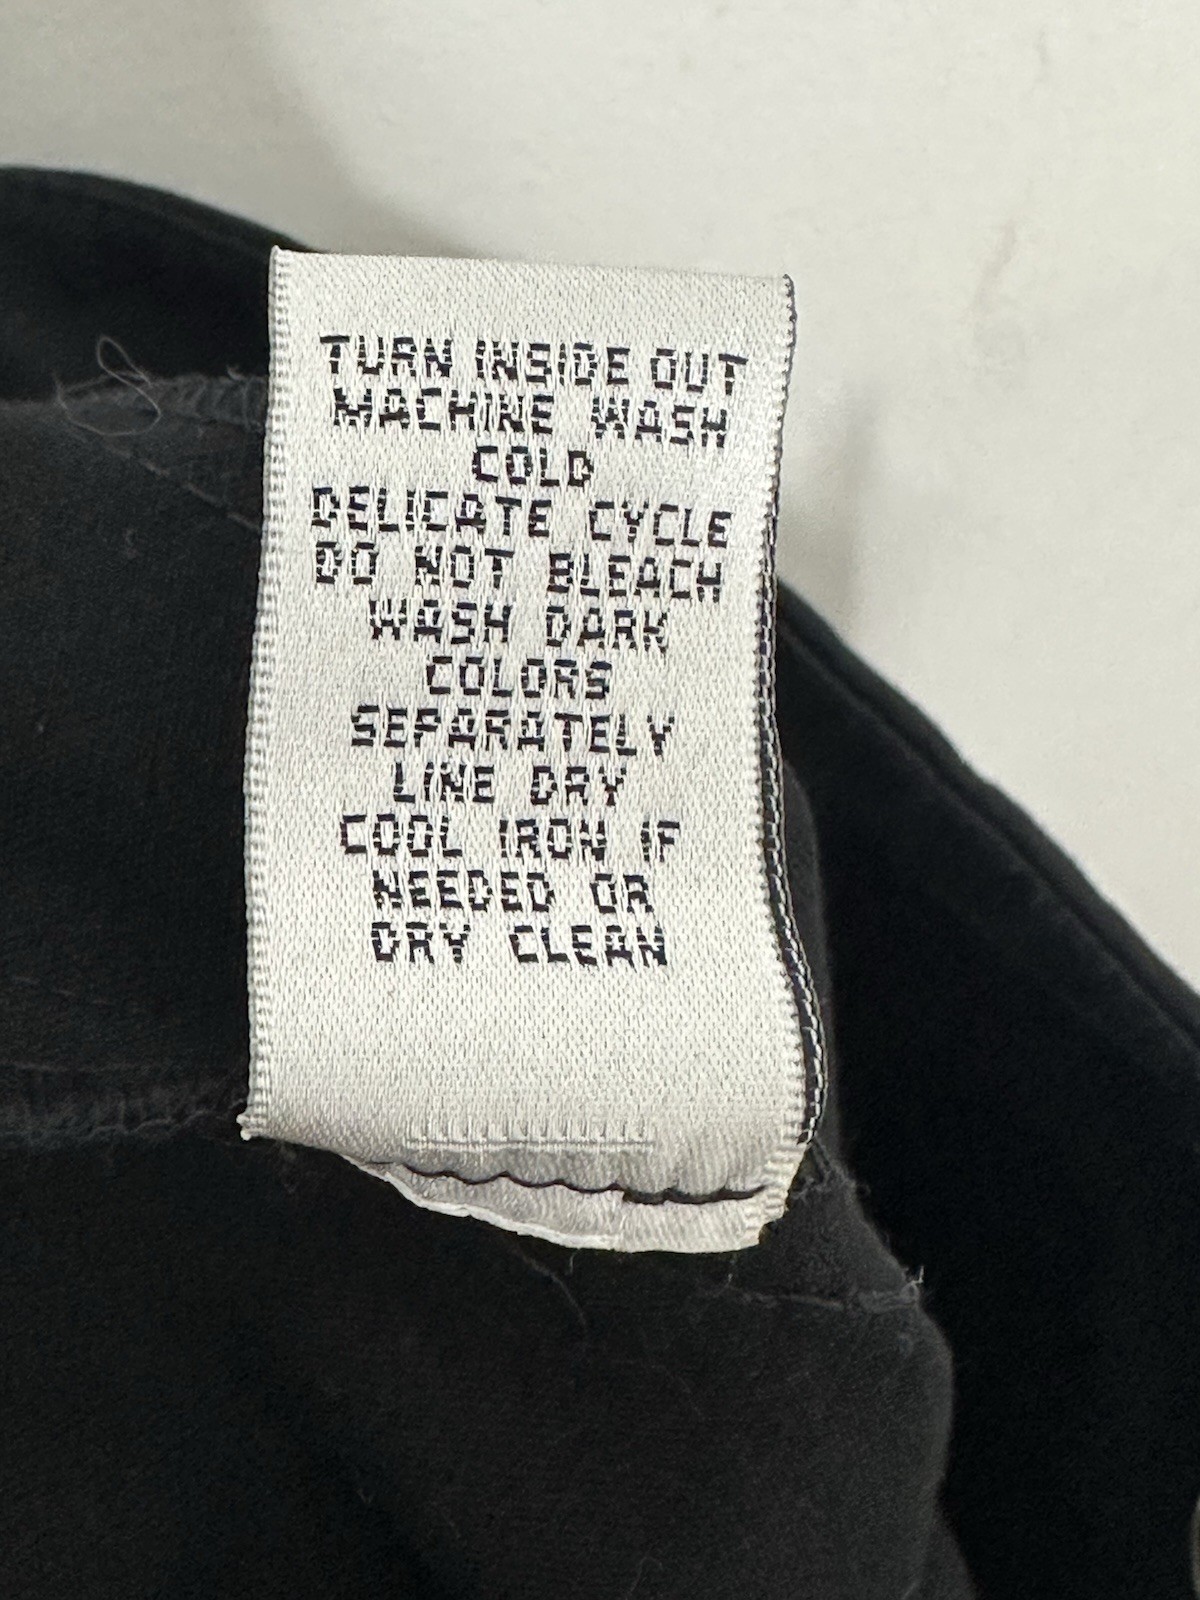 TURN INSIDE OUT
MACHINE WASH
COLD
DELICATE CYCLE
DO NOT BLEACH
WASH DARK
COLORS
SEPARATELY
LINE DRY
COOL IRON IF
NEEDED OR
DRY CLEAN